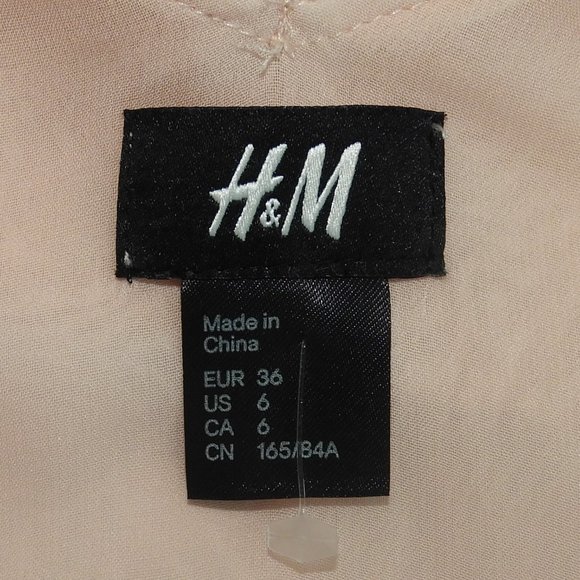 H&M
Made in
China
EUR 36
US 6
CA 6
CN 165/84A